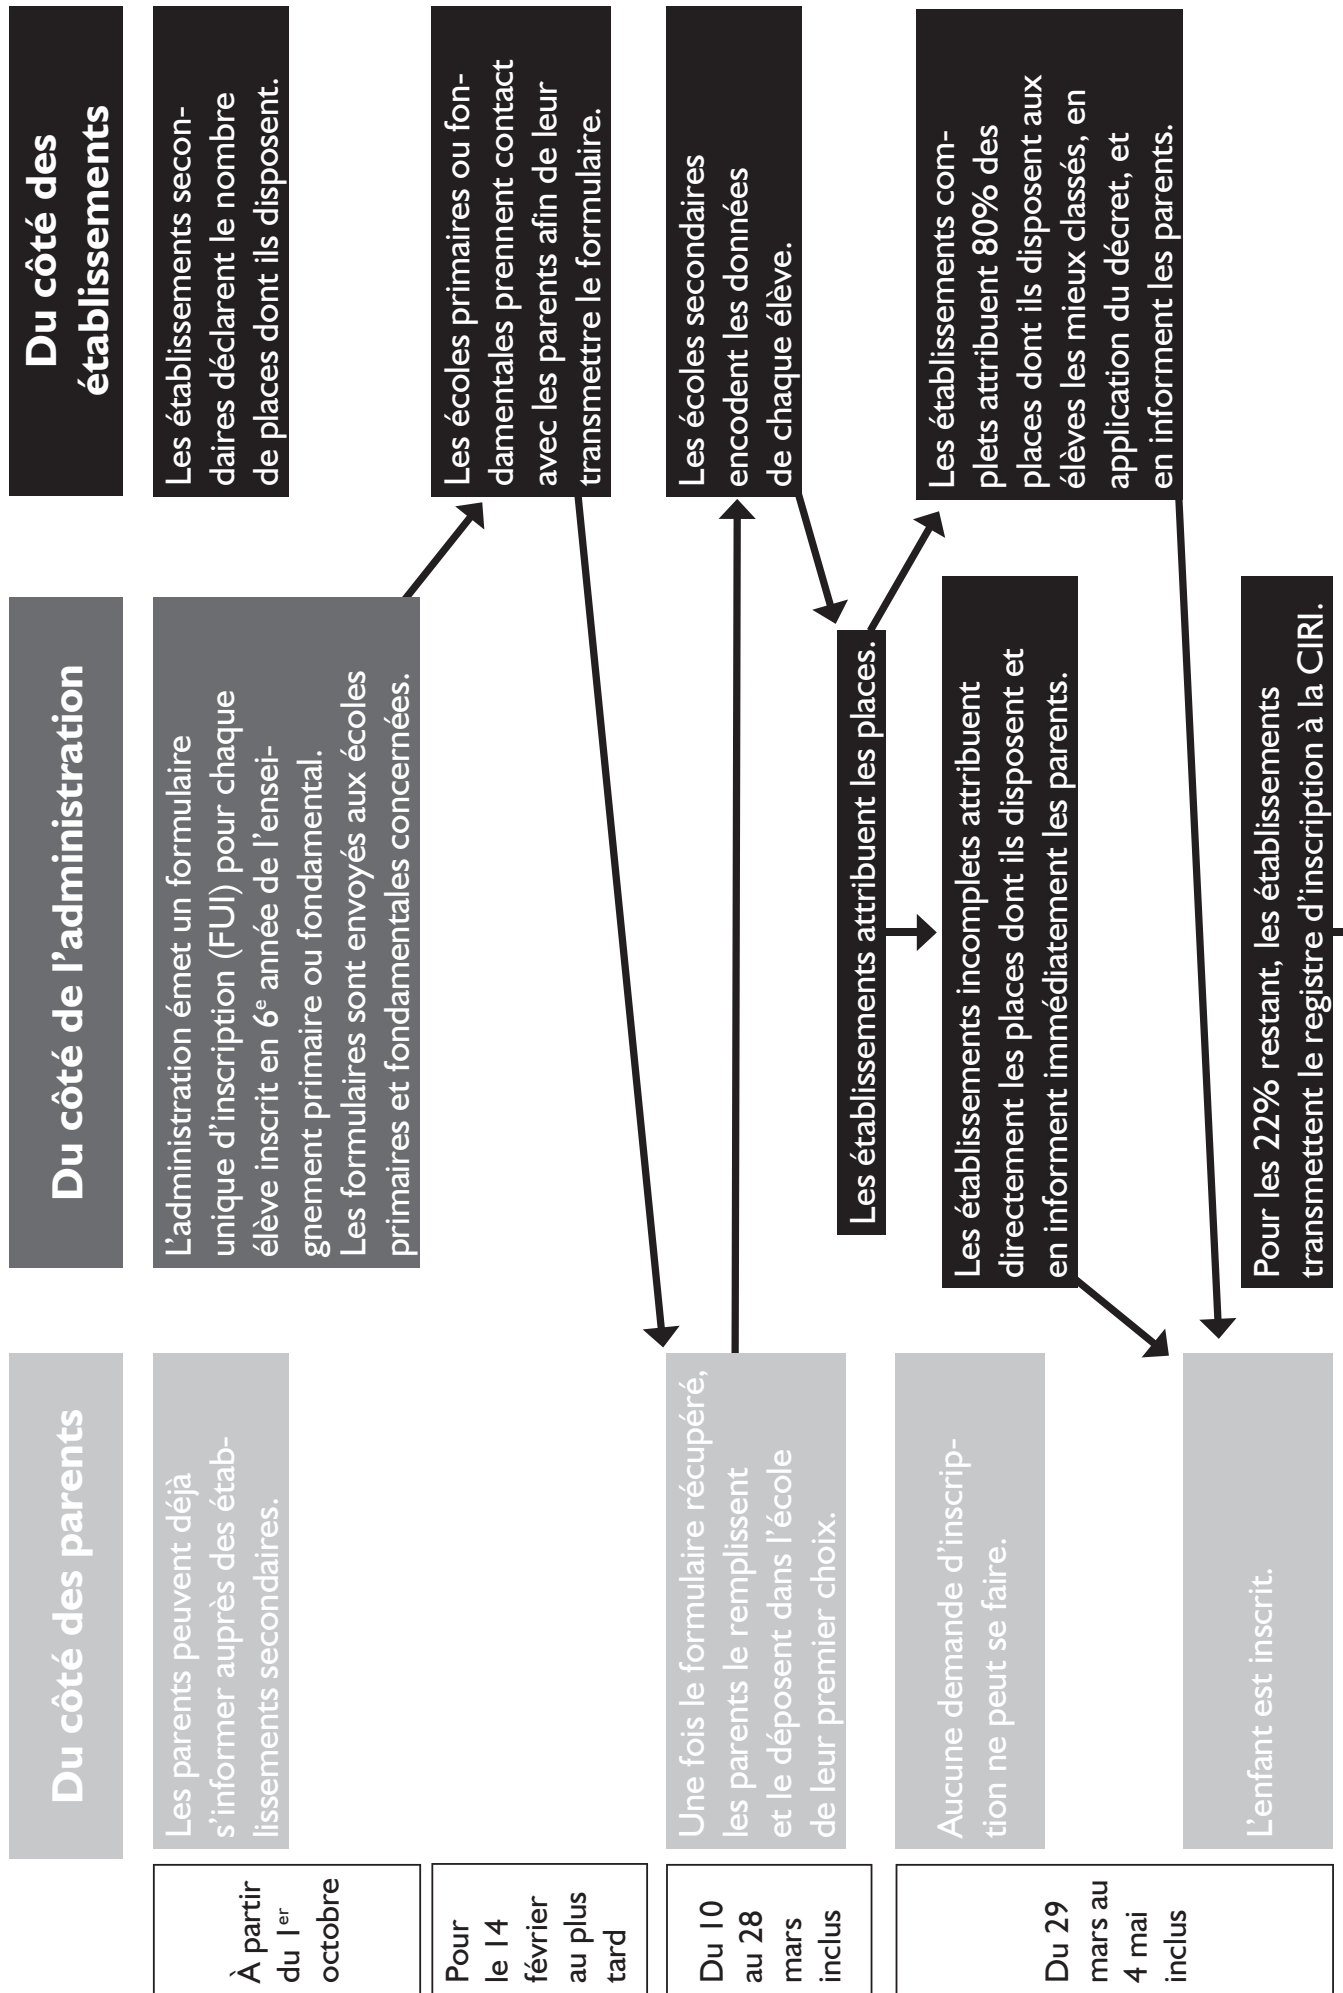 Du côté des parents
Du côté de l'administration
Du côté des
établissements
À partir
du 1er
octobre
Les parents peuvent déjà
s'informer auprès des étab-
lissements secondaires.
L'administration émet un formulaire
unique d'inscription (FUI) pour chaque
élève inscrit en 6e année de l'ensei-
gnement primaire ou fondamental.
Les formulaires sont envoyés aux écoles
primaires et fondamentales concernées.
Les établissements secon-
daires déclarent le nombre
de places dont ils disposent.
Pour
le 14
février
au plus
tard
Les écoles primaires ou fon-
damentales prennent contact
avec les parents afin de leur
transmettre le formulaire.
Du 10
au 28
mars
inclus
Une fois le formulaire récupéré,
les parents le remplissent
et le déposent dans l'école
de leur premier choix.
Les écoles secondaires
encodent les données
de chaque élève.
Du 29
mars au
4 mai
inclus
Les établissements attribuent les places.
Aucune demande d'inscrip-
tion ne peut se faire.
Les établissements incomplets attribuent
directement les places dont ils disposent et
en informent immédiatement les parents.
Les établissements com-
plets attribuent 80% des
places dont ils disposent aux
élèves les mieux classés, en
application du décret, et
en informent les parents.
L'enfant est inscrit.
Pour les 22% restant, les établissements
transmettent le registre d'inscription à la CIRI.